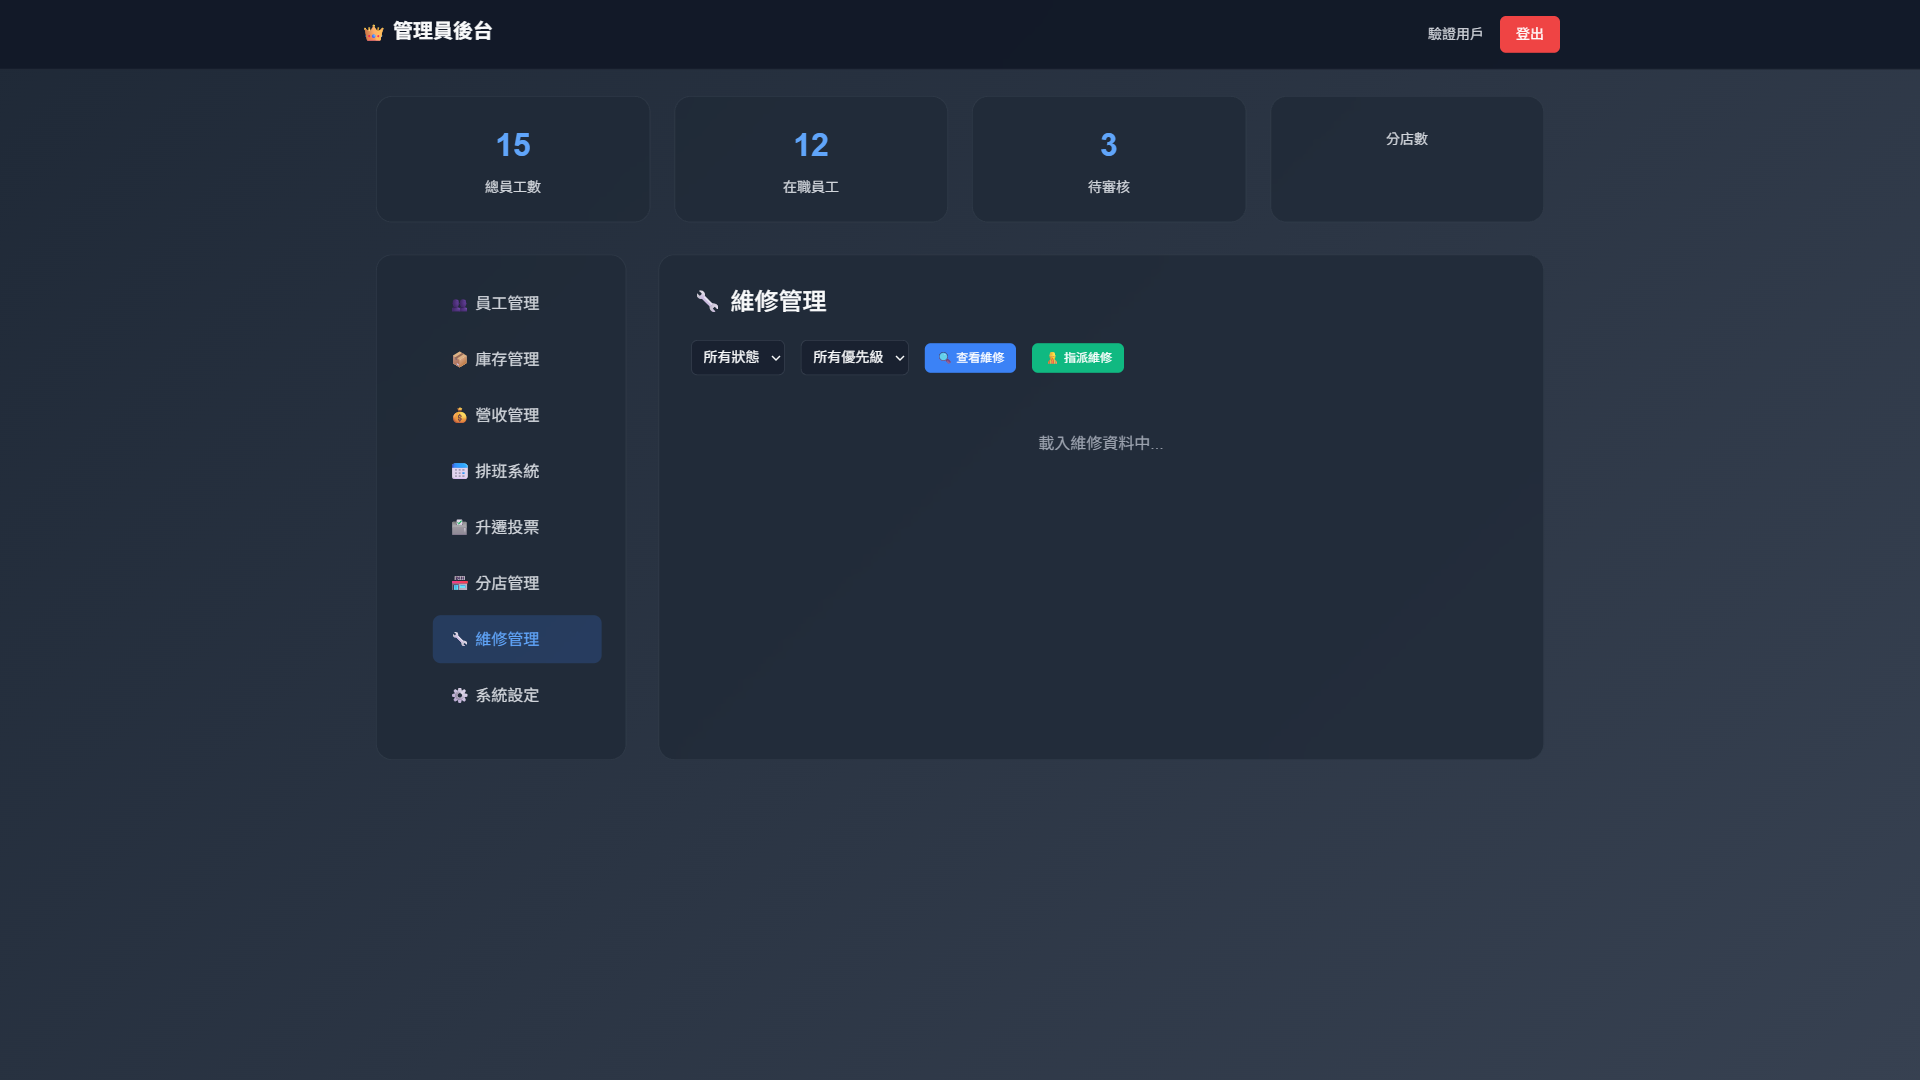 管理員後台
驗證用戶
登出
15
總員工數
12
在職員工
3
待審核
分店數
員工管理
庫存管理
營收管理
排班系統
升遷投票
分店管理
維修管理
系統設定
維修管理
所有狀態
所有優先級
查看維修
指派維修
載入維修資料中...